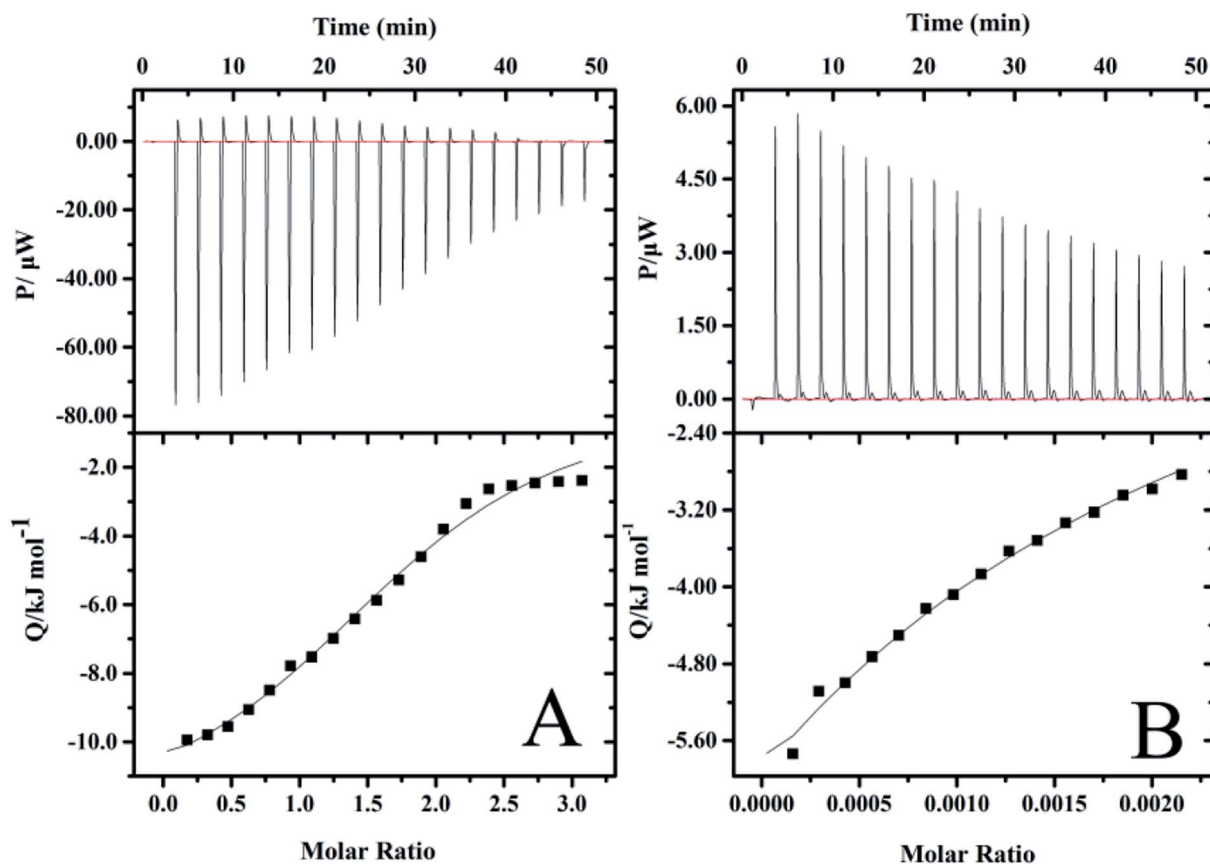 Time (min)
0 10 20 30 40 50
P/ μW
0.00
-20.00
-40.00
-60.00
-80.00
Q/kJ mol-1
-2.0
-4.0
-6.0
-8.0
-10.0
A
0.0 0.5 1.0 1.5 2.0 2.5 3.0
Molar Ratio
Time (min)
0 10 20 30 40 50
P/μW
6.00
4.50
3.00
1.50
0.00
-2.40
Q/kJ mol-1
-3.20
-4.00
-4.80
-5.60
B
0.0000 0.0005 0.0010 0.0015 0.0020
Molar Ratio